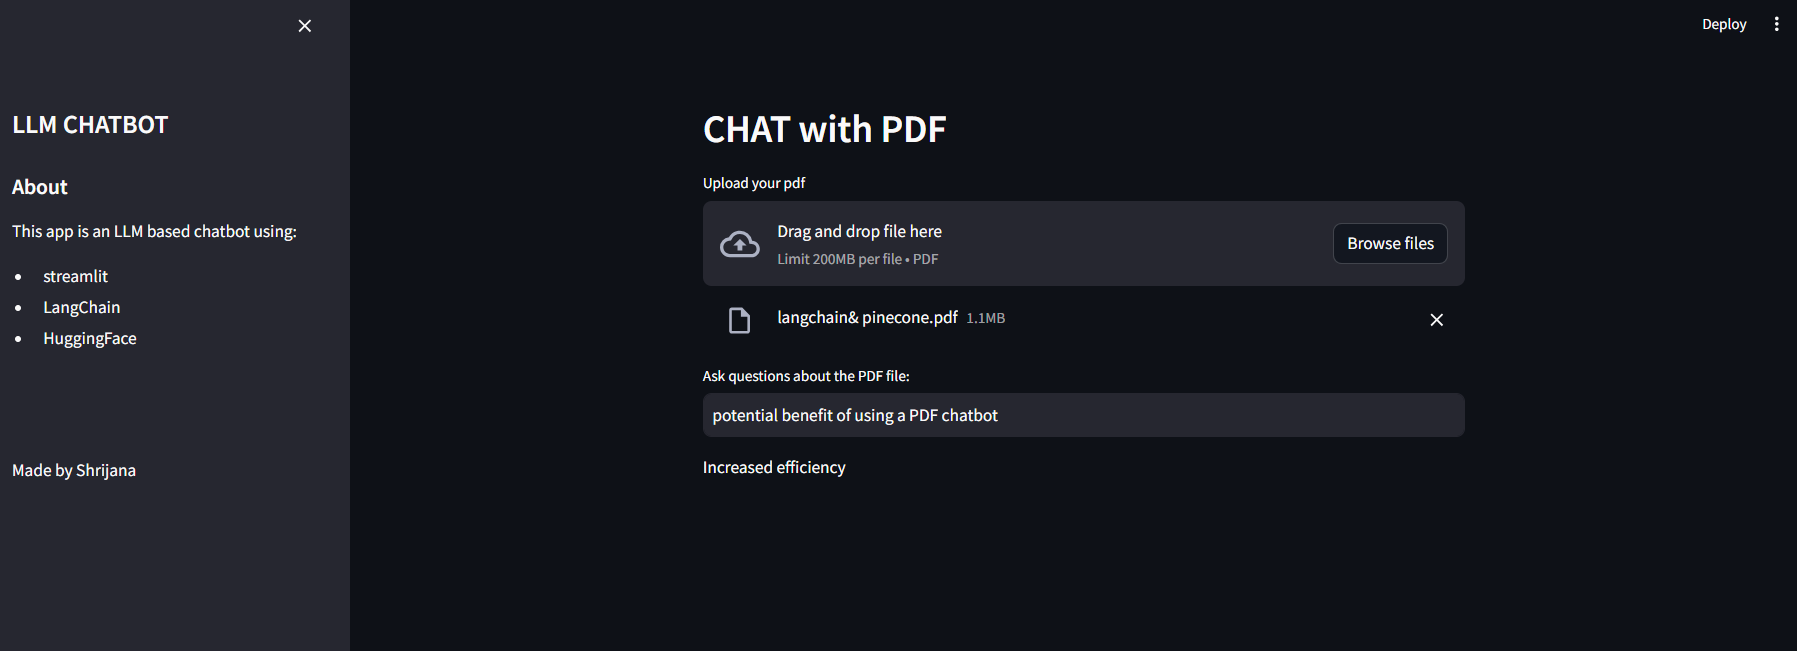 LLM CHATBOT
About
This app is an LLM based chatbot using:
streamlit
LangChain
HuggingFace
Made by Shrijana
Deploy
CHAT with PDF
Upload your pdf
Drag and drop file here
Limit 200MB per file • PDF
Browse files
langchain& pinecone.pdf 1.1MB
Ask questions about the PDF file:
potential benefit of using a PDF chatbot
Increased efficiency